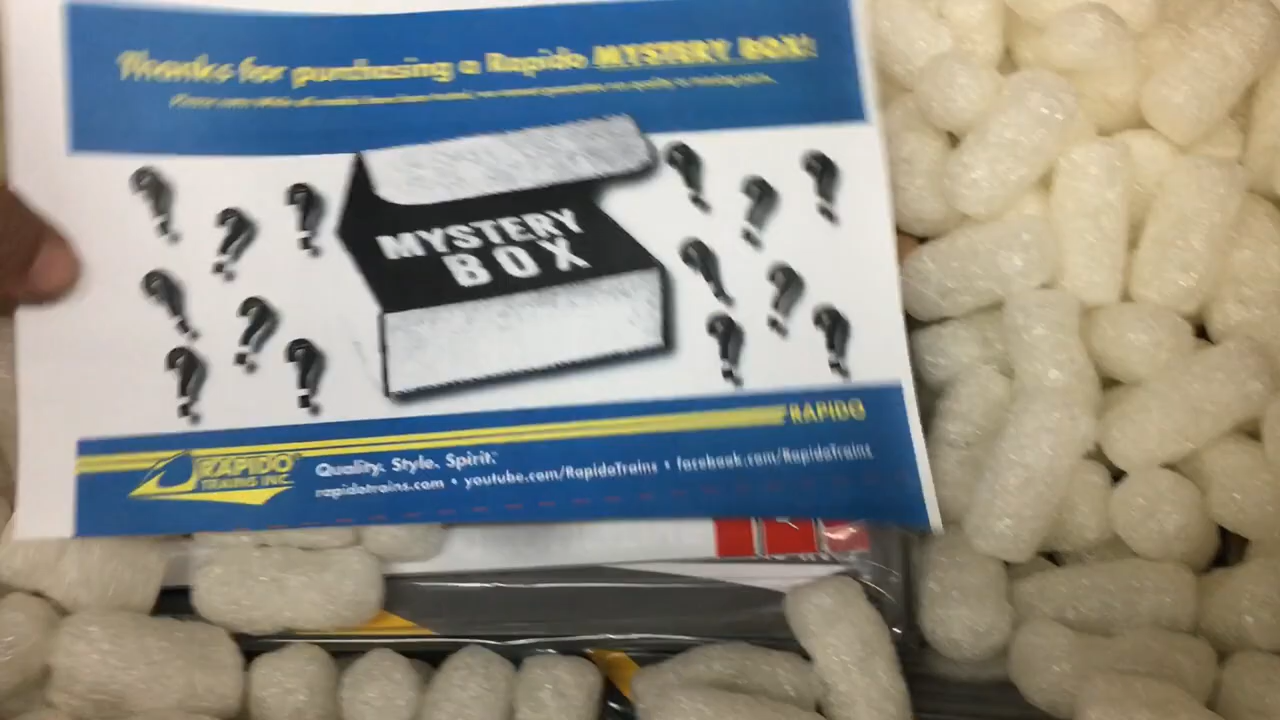 Thanks for purchasing a Rapido MYSTERY BOX!
MYSTERY
BOX
RAPIDO
RAPIDO®
TRAINS INC.
Quality. Style. Spirit.™
rapidotrains.com • youtube.com/RapidoTrains • facebook.com/RapidoTrains